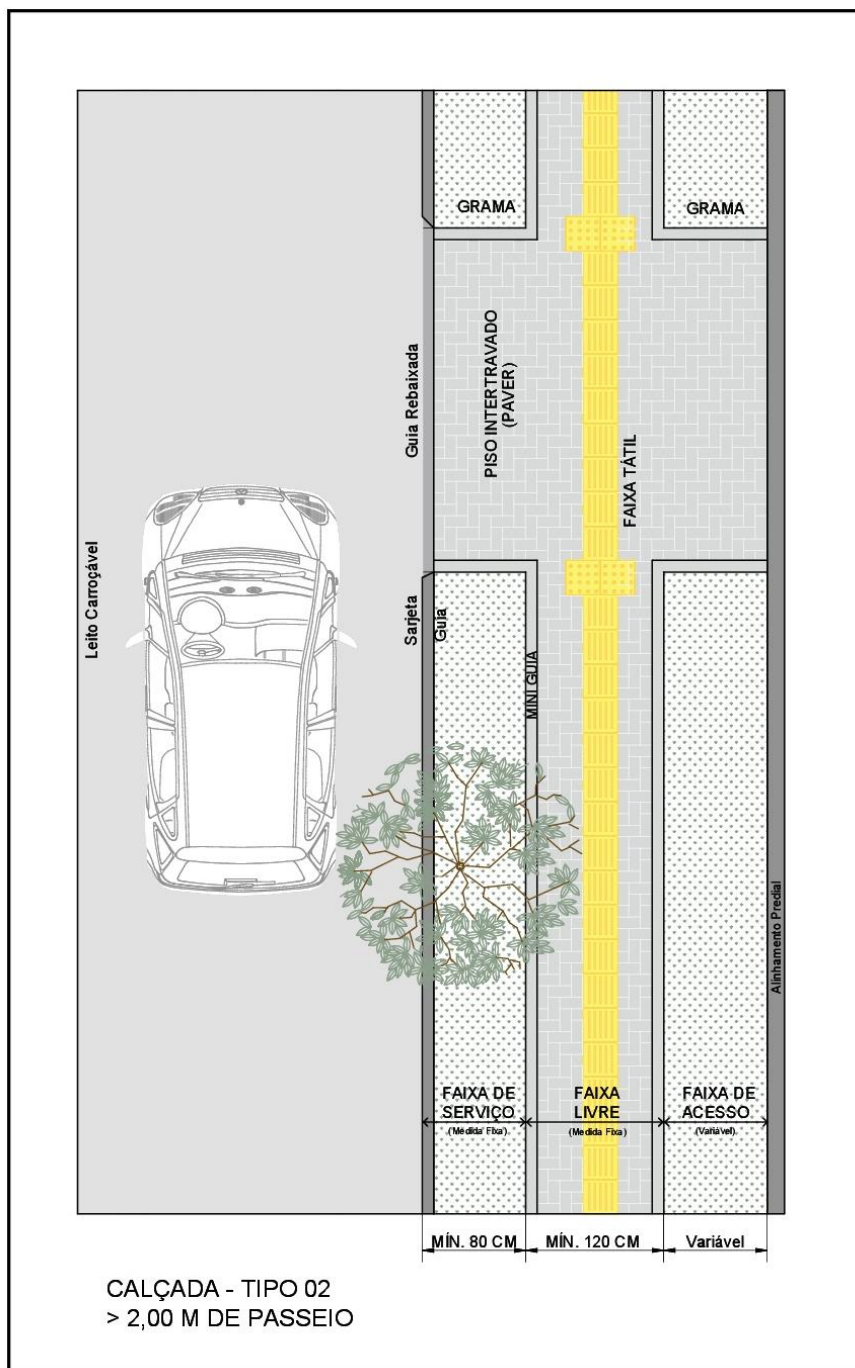 GRAMA
GRAMA
Guia Rebaixada
PISO INTERTRAVADO
(PAVER)
FAIXA TÁTIL
Leito Carroçável
Sarjeta
Guia
MINI GUIA
Alinhamento Predial
FAIXA DE
SERVIÇO
(Medida Fixa)
FAIXA
LIVRE
(Medida Fixa)
FAIXA DE
ACESSO
(Variável)
MÍN. 80 CM
MÍN. 120 CM
Variável
CALÇADA - TIPO 02
> 2,00 M DE PASSEIO